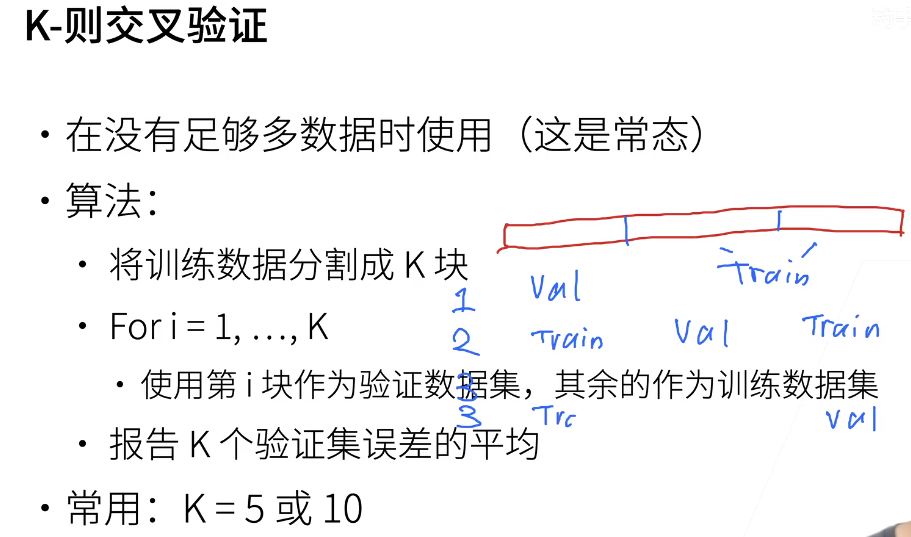 K-则交叉验证
• 在没有足够多数据时使用（这是常态）
• 算法：
• 将训练数据分割成 K 块
Train
1 Val
• For i = 1, …, K
2 Train Val Train
• 使用第 i 块作为验证数据集，其余的作为训练数据集
3
3 Trc val
• 报告 K 个验证集误差的平均
• 常用：K = 5 或 10